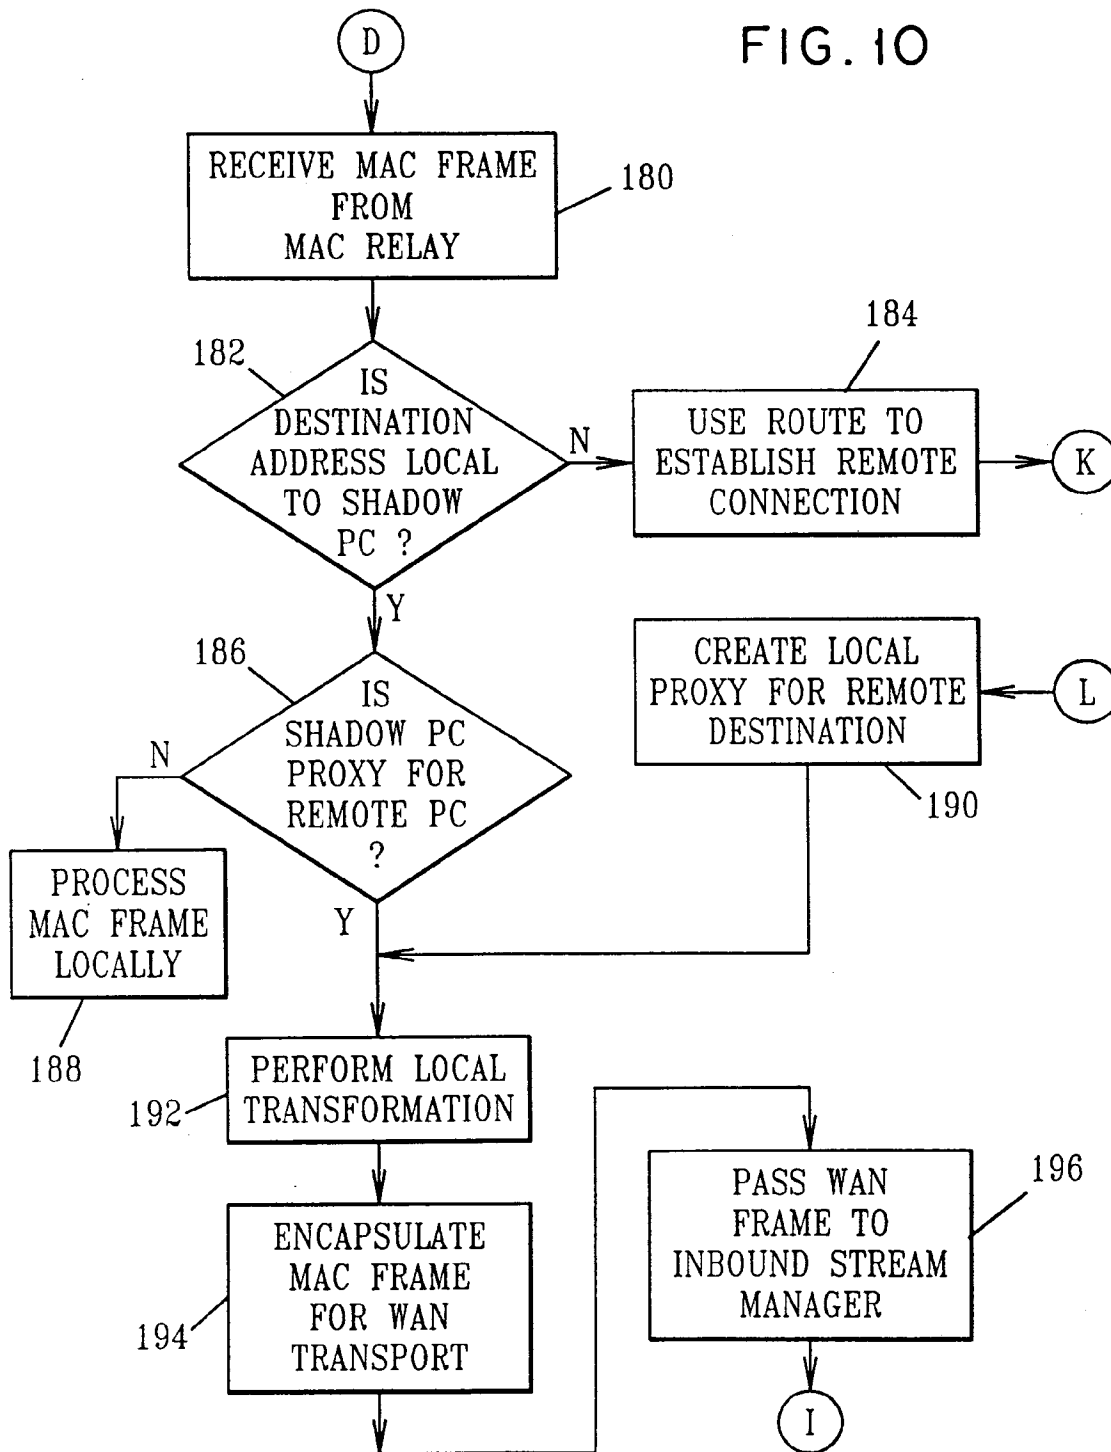 FIG. 10
D
RECEIVE MAC FRAME
FROM
MAC RELAY
180
182
IS
DESTINATION
ADDRESS LOCAL
TO SHADOW
PC ?
N
Y
184
USE ROUTE TO
ESTABLISH REMOTE
CONNECTION
K
186
IS
SHADOW PC
PROXY FOR
REMOTE PC
?
N
Y
CREATE LOCAL
PROXY FOR REMOTE
DESTINATION
L
190
PROCESS
MAC FRAME
LOCALLY
188
PERFORM LOCAL
TRANSFORMATION
192
ENCAPSULATE
MAC FRAME
FOR WAN
TRANSPORT
194
PASS WAN
FRAME TO
INBOUND STREAM
MANAGER
196
I